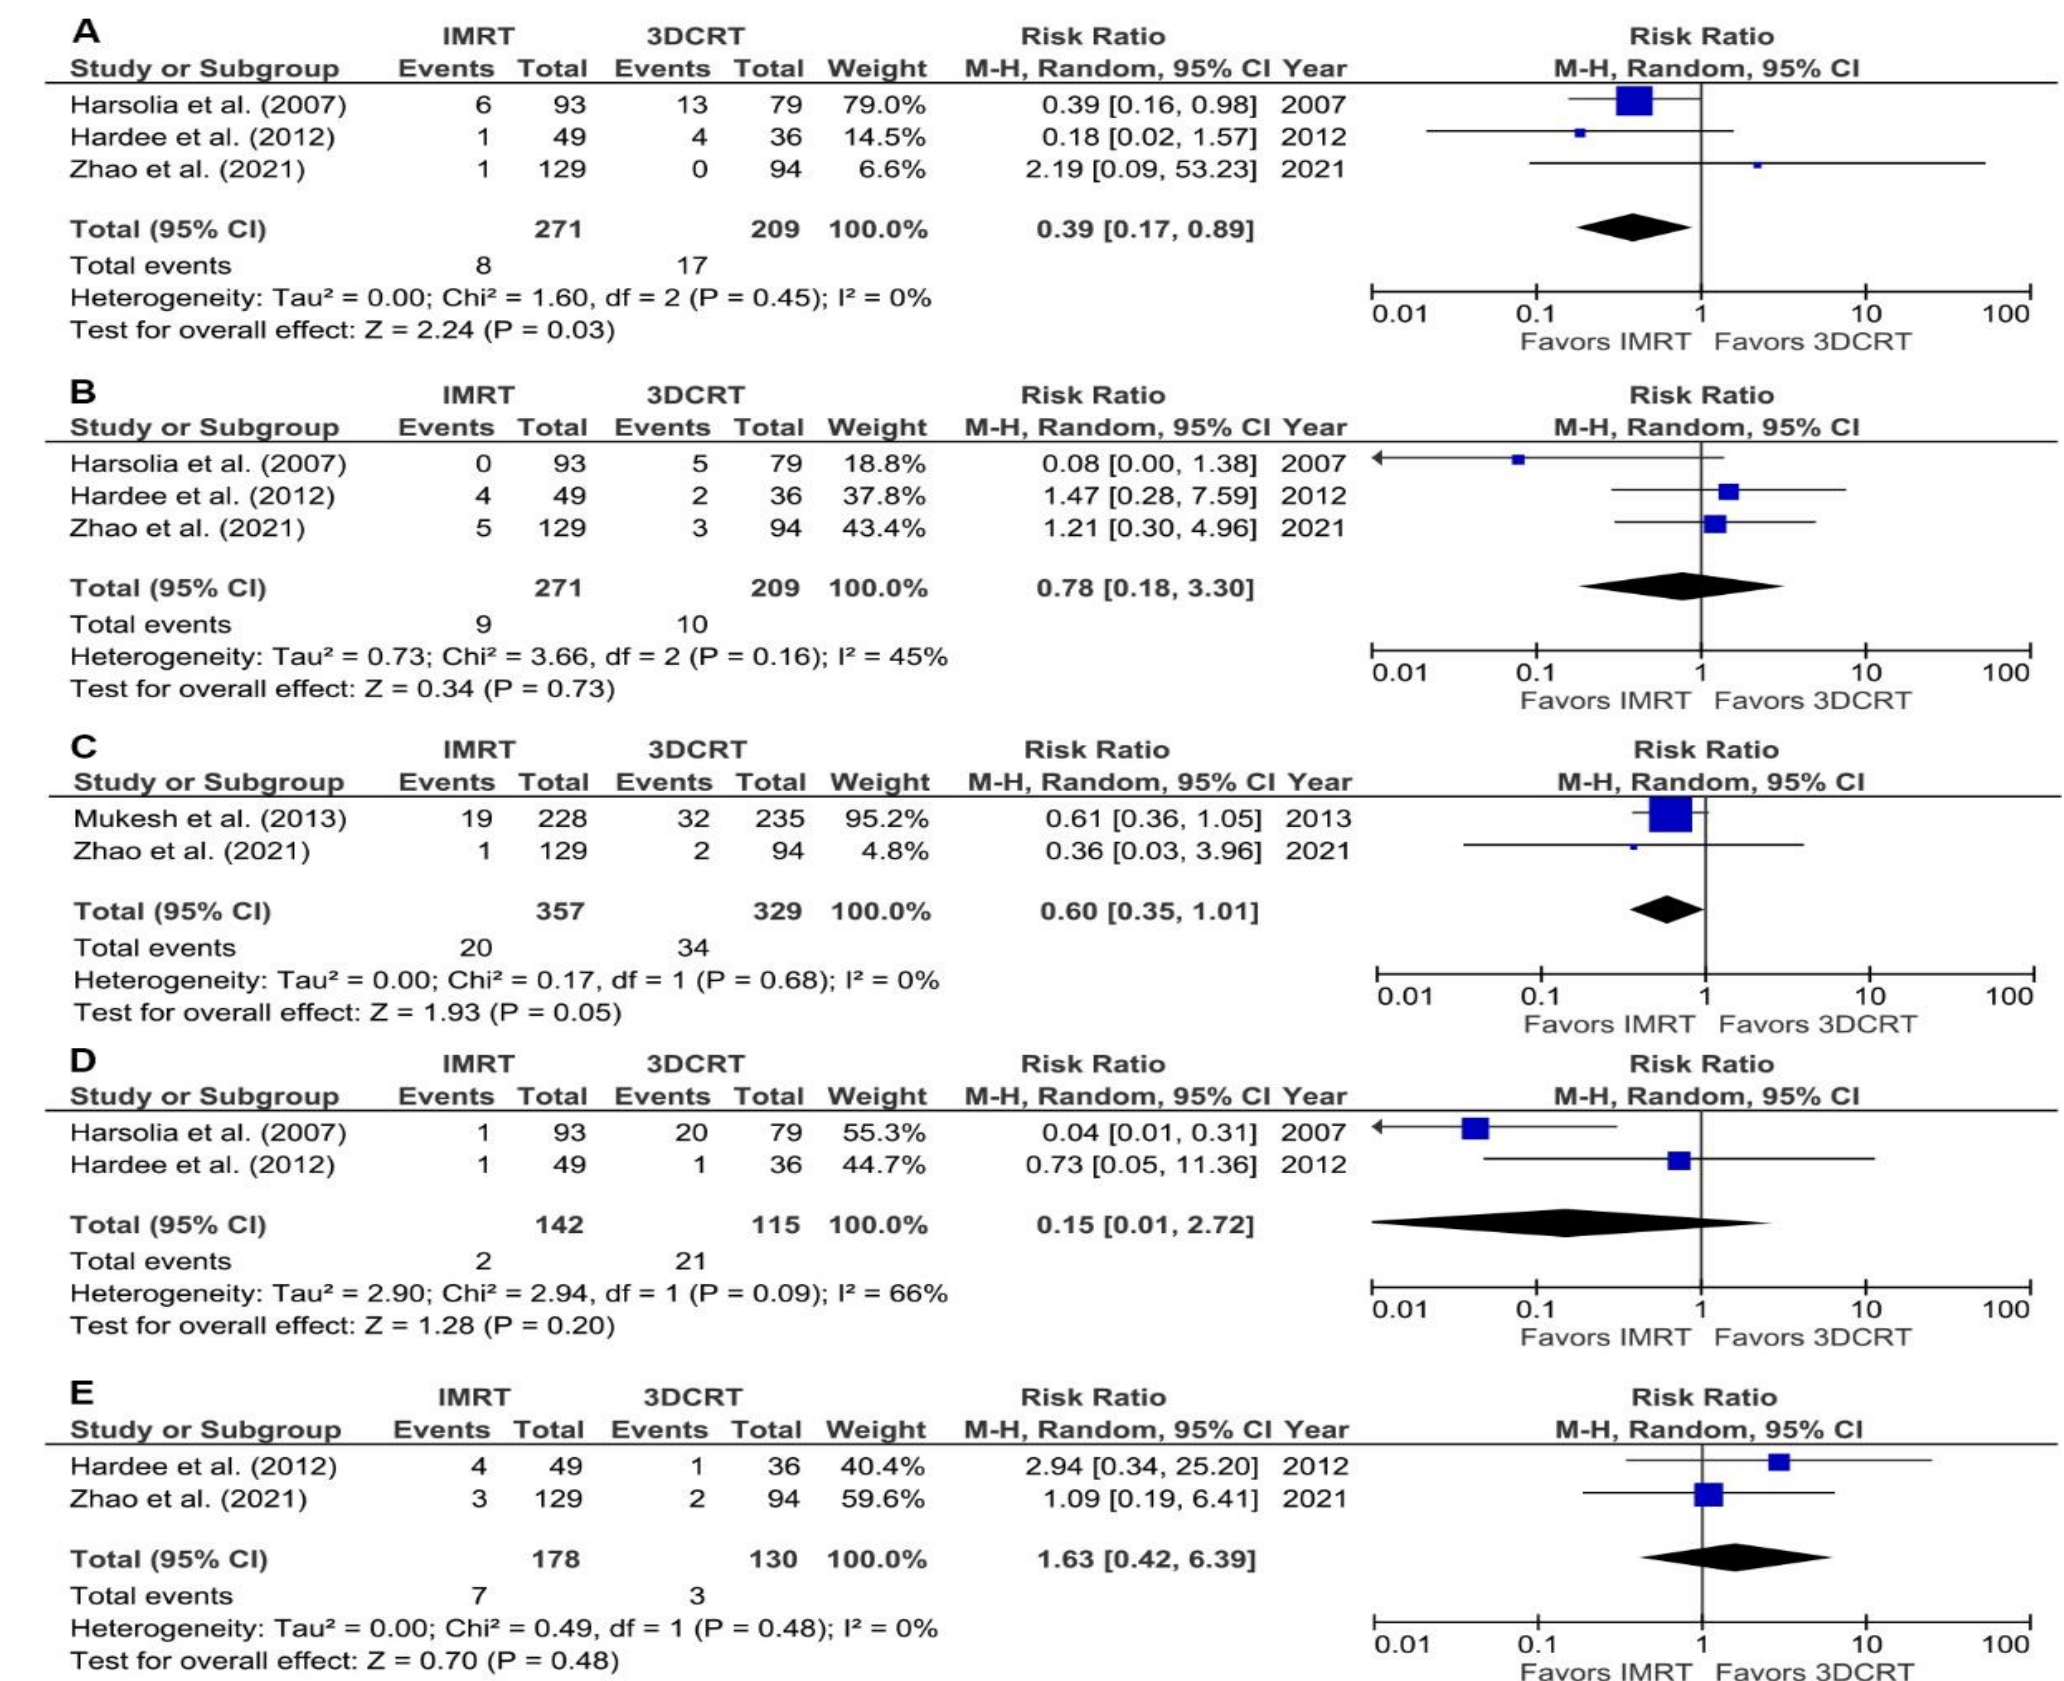 A
IMRT 3DCRT Risk Ratio Risk Ratio
Study or Subgroup Events Total Events Total Weight M-H, Random, 95% CI Year M-H, Random, 95% CI
Harsolia et al. (2007) 6 93 13 79 79.0% 0.39 [0.16, 0.98] 2007
Hardee et al. (2012) 1 49 4 36 14.5% 0.18 [0.02, 1.57] 2012
Zhao et al. (2021) 1 129 0 94 6.6% 2.19 [0.09, 53.23] 2021
Total (95% CI) 271 209 100.0% 0.39 [0.17, 0.89]
Total events 8 17
Heterogeneity: Tau² = 0.00; Chi² = 1.60, df = 2 (P = 0.45); I² = 0%
Test for overall effect: Z = 2.24 (P = 0.03)
0.01 0.1 1 10 100
Favors IMRT Favors 3DCRT
B
IMRT 3DCRT Risk Ratio Risk Ratio
Study or Subgroup Events Total Events Total Weight M-H, Random, 95% CI Year M-H, Random, 95% CI
Harsolia et al. (2007) 0 93 5 79 18.8% 0.08 [0.00, 1.38] 2007
Hardee et al. (2012) 4 49 2 36 37.8% 1.47 [0.28, 7.59] 2012
Zhao et al. (2021) 5 129 3 94 43.4% 1.21 [0.30, 4.96] 2021
Total (95% CI) 271 209 100.0% 0.78 [0.18, 3.30]
Total events 9 10
Heterogeneity: Tau² = 0.73; Chi² = 3.66, df = 2 (P = 0.16); I² = 45%
Test for overall effect: Z = 0.34 (P = 0.73)
0.01 0.1 1 10 100
Favors IMRT Favors 3DCRT
C
IMRT 3DCRT Risk Ratio Risk Ratio
Study or Subgroup Events Total Events Total Weight M-H, Random, 95% CI Year M-H, Random, 95% CI
Mukesh et al. (2013) 19 228 32 235 95.2% 0.61 [0.36, 1.05] 2013
Zhao et al. (2021) 1 129 2 94 4.8% 0.36 [0.03, 3.96] 2021
Total (95% CI) 357 329 100.0% 0.60 [0.35, 1.01]
Total events 20 34
Heterogeneity: Tau² = 0.00; Chi² = 0.17, df = 1 (P = 0.68); I² = 0%
Test for overall effect: Z = 1.93 (P = 0.05)
0.01 0.1 1 10 100
Favors IMRT Favors 3DCRT
D
IMRT 3DCRT Risk Ratio Risk Ratio
Study or Subgroup Events Total Events Total Weight M-H, Random, 95% CI Year M-H, Random, 95% CI
Harsolia et al. (2007) 1 93 20 79 55.3% 0.04 [0.01, 0.31] 2007
Hardee et al. (2012) 1 49 1 36 44.7% 0.73 [0.05, 11.36] 2012
Total (95% CI) 142 115 100.0% 0.15 [0.01, 2.72]
Total events 2 21
Heterogeneity: Tau² = 2.90; Chi² = 2.94, df = 1 (P = 0.09); I² = 66%
Test for overall effect: Z = 1.28 (P = 0.20)
0.01 0.1 1 10 100
Favors IMRT Favors 3DCRT
E
IMRT 3DCRT Risk Ratio Risk Ratio
Study or Subgroup Events Total Events Total Weight M-H, Random, 95% CI Year M-H, Random, 95% CI
Hardee et al. (2012) 4 49 1 36 40.4% 2.94 [0.34, 25.20] 2012
Zhao et al. (2021) 3 129 2 94 59.6% 1.09 [0.19, 6.41] 2021
Total (95% CI) 178 130 100.0% 1.63 [0.42, 6.39]
Total events 7 3
Heterogeneity: Tau² = 0.00; Chi² = 0.49, df = 1 (P = 0.48); I² = 0%
Test for overall effect: Z = 0.70 (P = 0.48)
0.01 0.1 1 10 100
Favors IMRT Favors 3DCRT